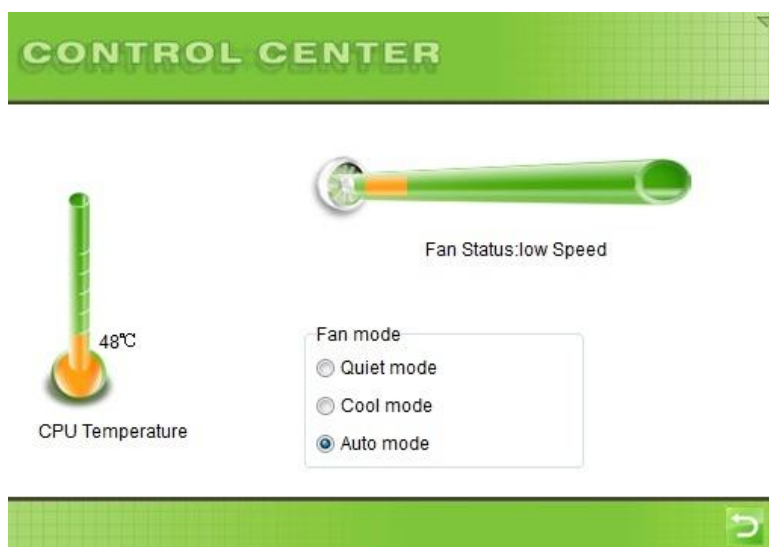 CONTROL CENTER
Fan Status:low Speed
48℃
CPU Temperature
Fan mode
Quiet mode
Cool mode
Auto mode